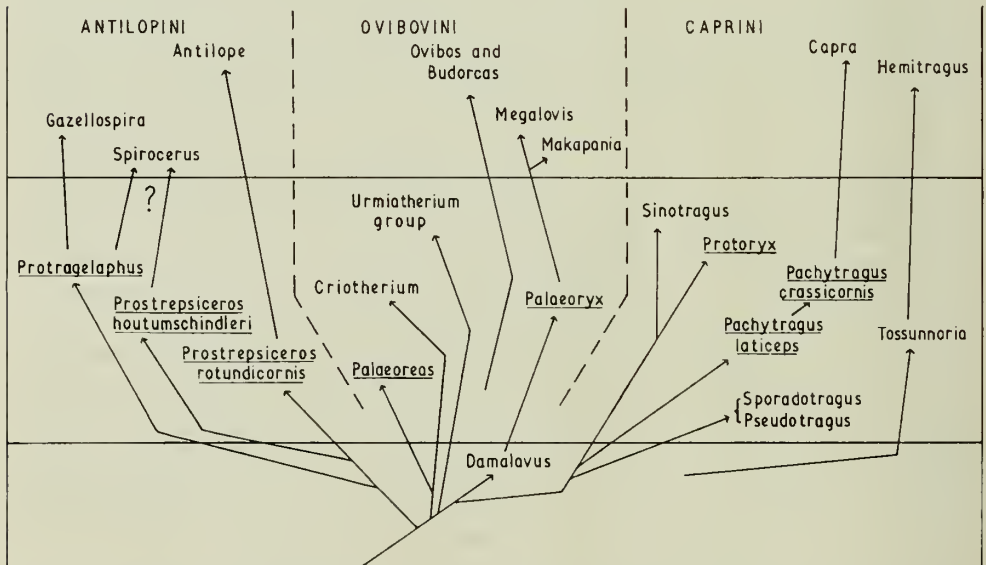 ANTILOPINI
OVIBOVINI
CAPRINI
Antilope
Ovibos and
Budorcas
Capra
Hemitragus
Gazellospira
Megalovis
Spirocerus
Makapania
?
Urmiatherium
group
Sinotragus
Protragelaphus
Protoryx
Criotherium
Pachytragus
crassicornis
Prostrepsiceros
houtumschindleri
Palaeoryx
Pachytragus
laticeps
Tossunnoria
Prostrepsiceros
rotundicornis
Palaeoreas
Sporadotragus
Pseudotragus
Damalavus